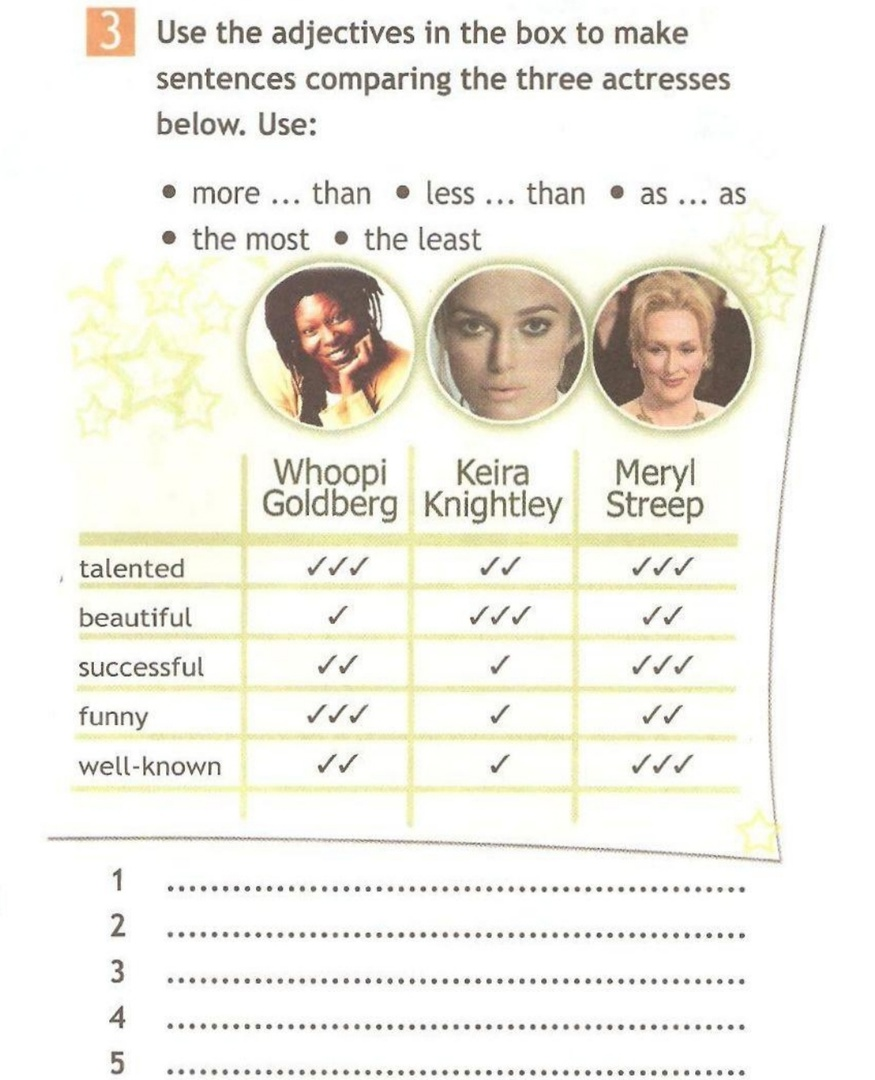 3 Use the adjectives in the box to make
sentences comparing the three actresses
below. Use:
• more ... than • less ... than • as ... as
• the most • the least
Whoopi Goldberg Keira Knightley Meryl Streep
talented ✓✓✓ ✓✓ ✓✓✓
beautiful ✓ ✓✓✓ ✓✓
successful ✓✓ ✓ ✓✓✓
funny ✓✓✓ ✓ ✓✓
well-known ✓✓ ✓ ✓✓✓
1 ..........................................................
2 ..........................................................
3 ..........................................................
4 ..........................................................
5 ..........................................................